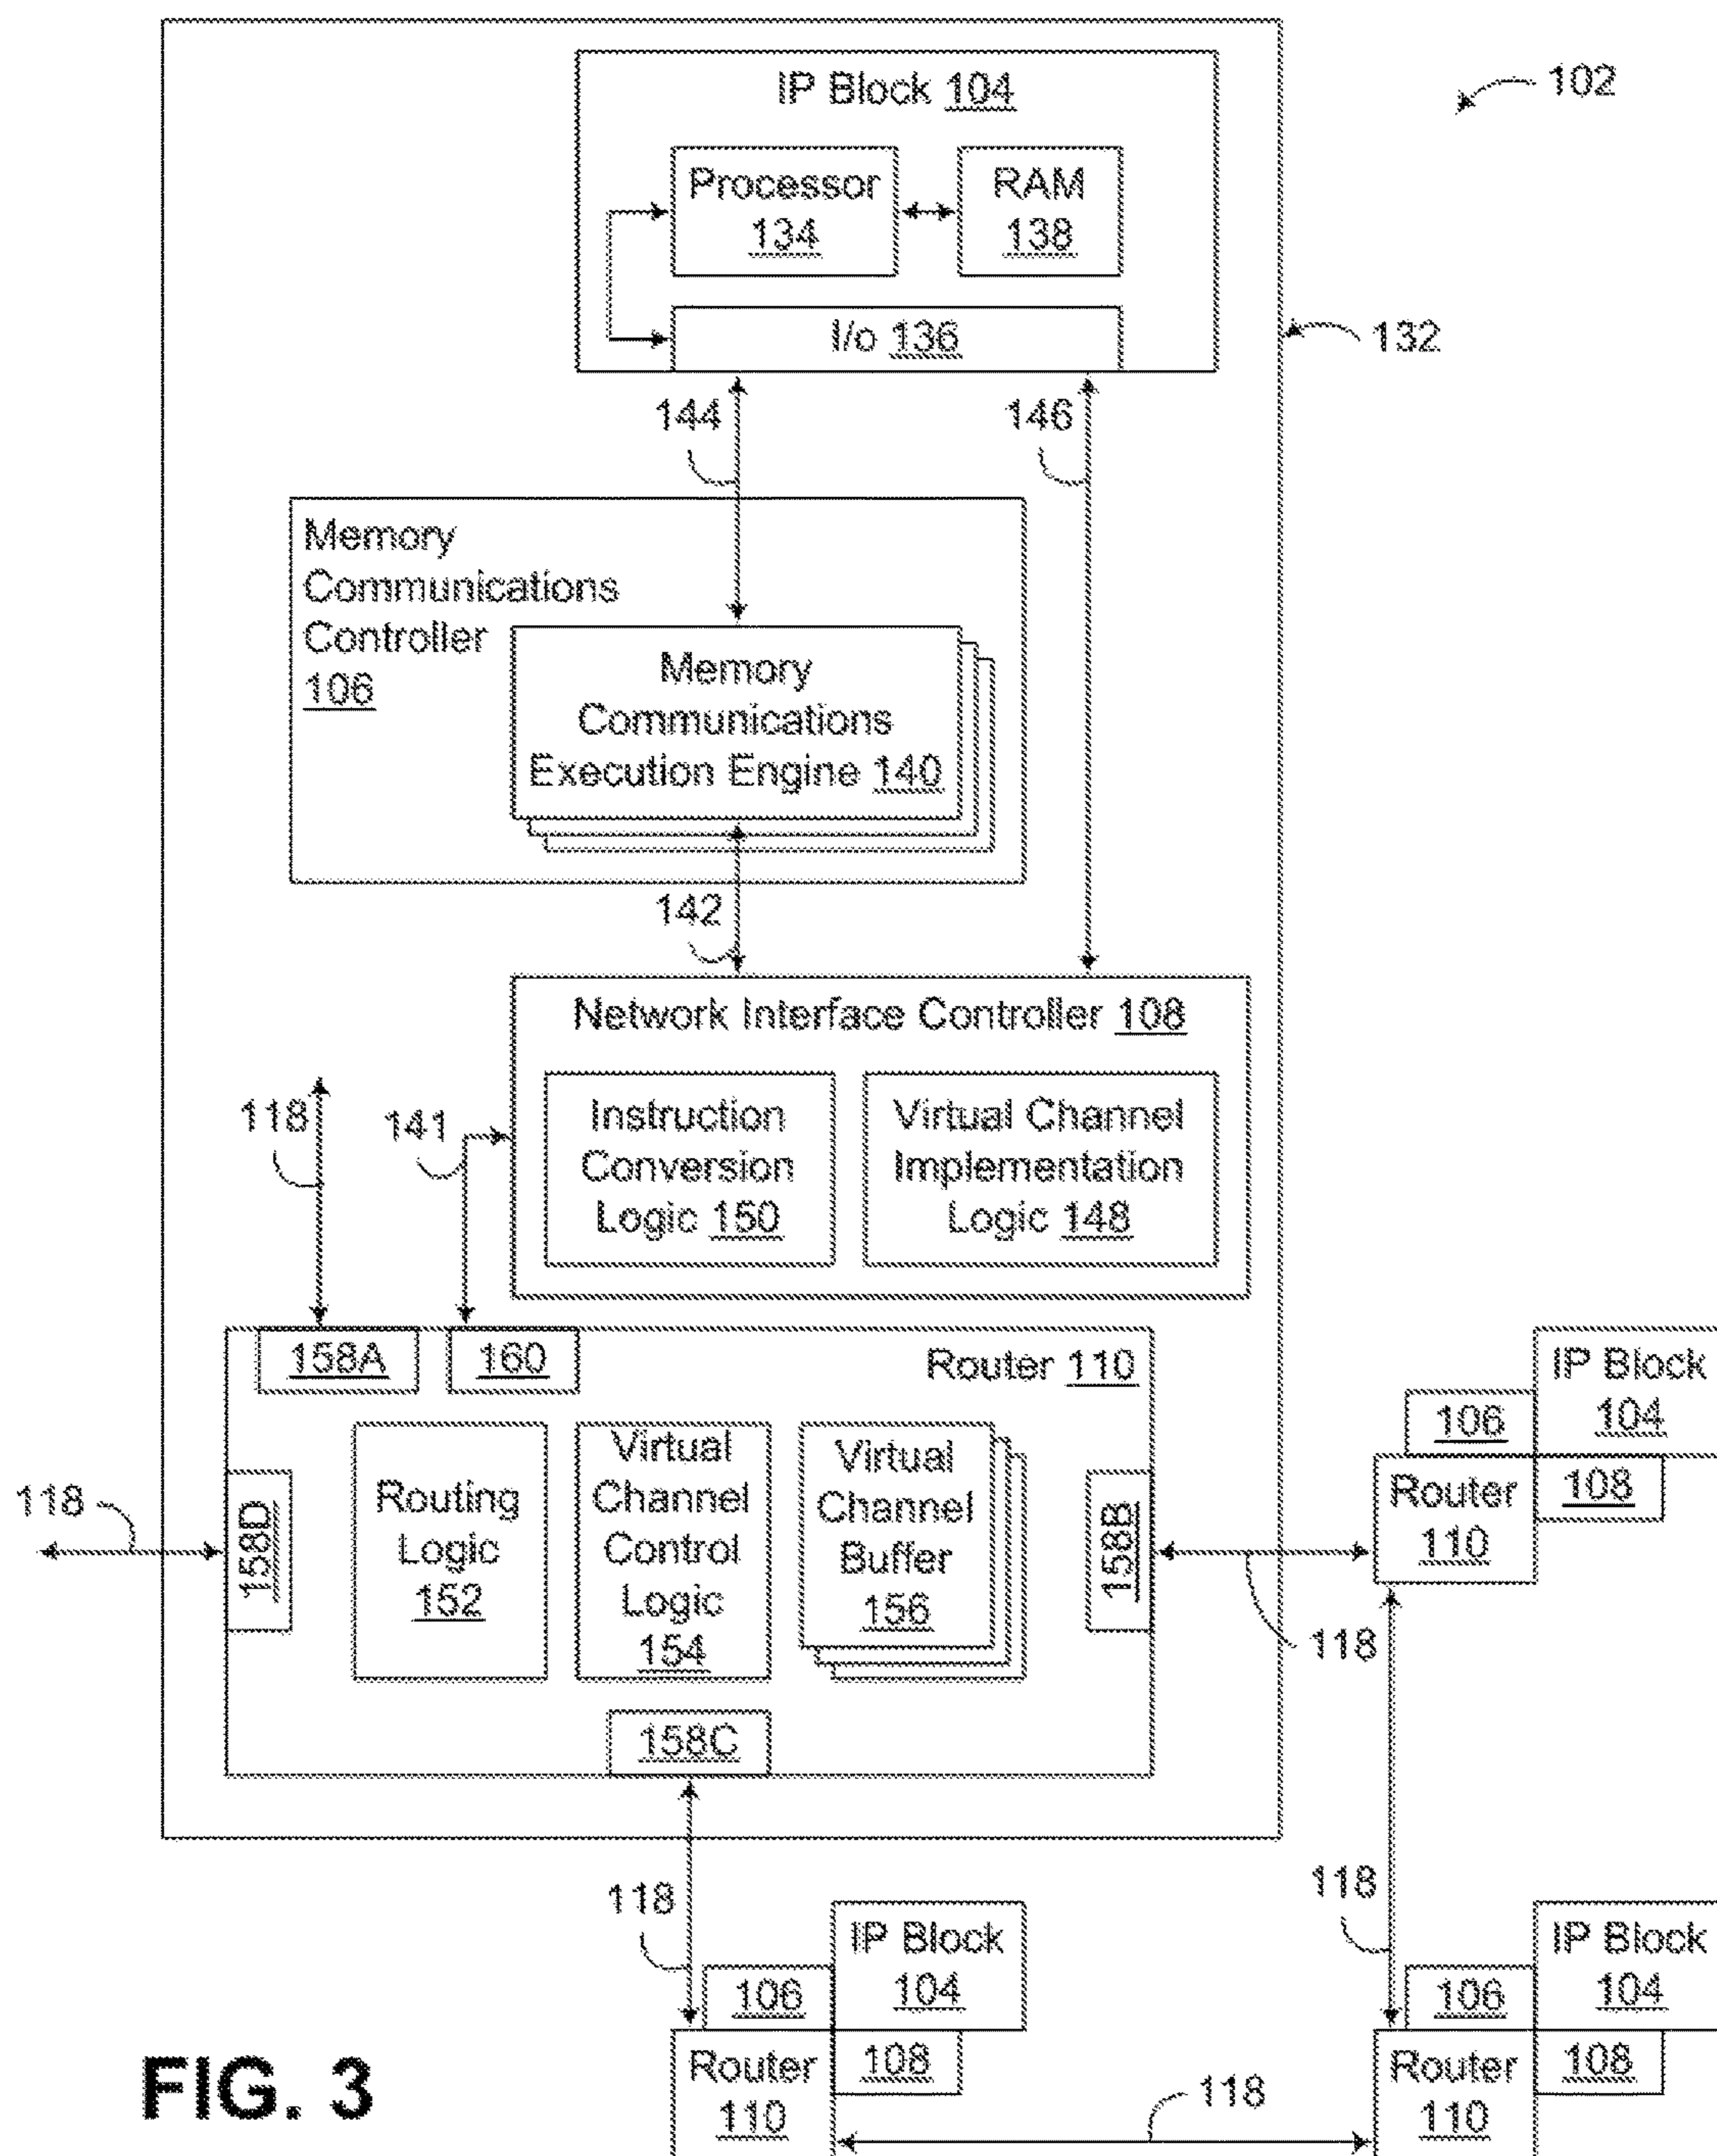 102
IP Block 104
Processor
134
RAM
138
I/o 136
132
144
146
Memory
Communications
Controller
106
Memory
Communications
Execution Engine 140
142
Network Interface Controller 108
118
141
Instruction
Conversion
Logic 150
Virtual Channel
Implementation
Logic 148
158A
160
Router 110
118
158D
Routing
Logic
152
Virtual
Channel
Control
Logic
154
Virtual
Channel
Buffer
156
158B
158C
118
IP Block
104
106
Router
110
108
118
118
IP Block
104
106
Router
110
108
118
IP Block
104
106
Router
110
108
118
FIG. 3